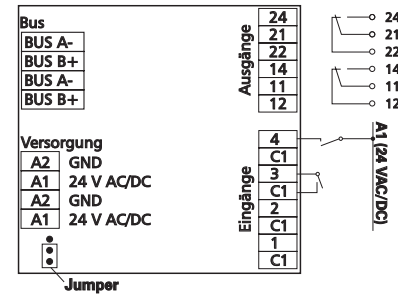 Bus
BUS A-
BUS B+
BUS A-
BUS B+
Versorgung
A2 GND
A1 24 V AC/DC
A2 GND
A1 24 V AC/DC
Jumper
Ausgänge
24
21
22
14
11
12
Eingänge
4
C1
3
C1
2
C1
1
C1
24
21
22
14
11
12
A1 (24 VAC/DC)